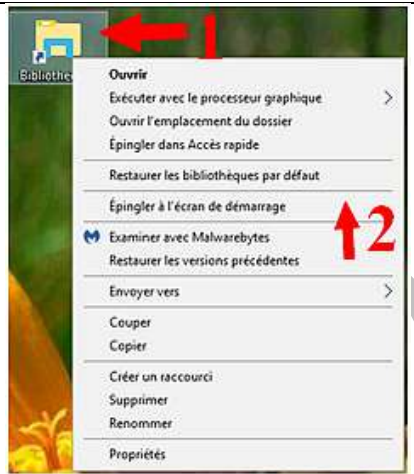 1
Ouvrir
Exécuter avec le processeur graphique
Ouvrir l'emplacement du dossier
Épingler dans Accès rapide
Restaurer les bibliothèques par défaut
Épingler à l'écran de démarrage
2
Examiner avec Malwarebytes
Restaurer les versions précédentes
Envoyer vers
Couper
Copier
Créer un raccourci
Supprimer
Renommer
Propriétés